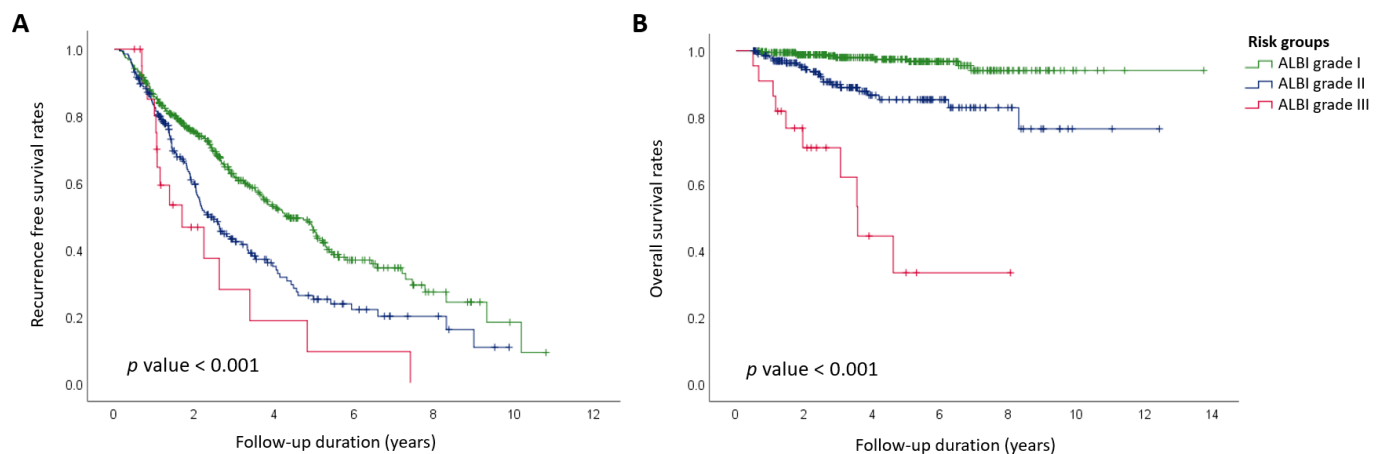 A
Recurrence free survival rates
1.0
0.8
0.6
0.4
0.2
0.0
p value < 0.001
0 2 4 6 8 10 12
Follow-up duration (years)
B
Overall survival rates
1.0
0.8
0.6
0.4
0.2
0.0
p value < 0.001
0 2 4 6 8 10 12 14
Follow-up duration (years)
Risk groups
ALBI grade I
ALBI grade II
ALBI grade III